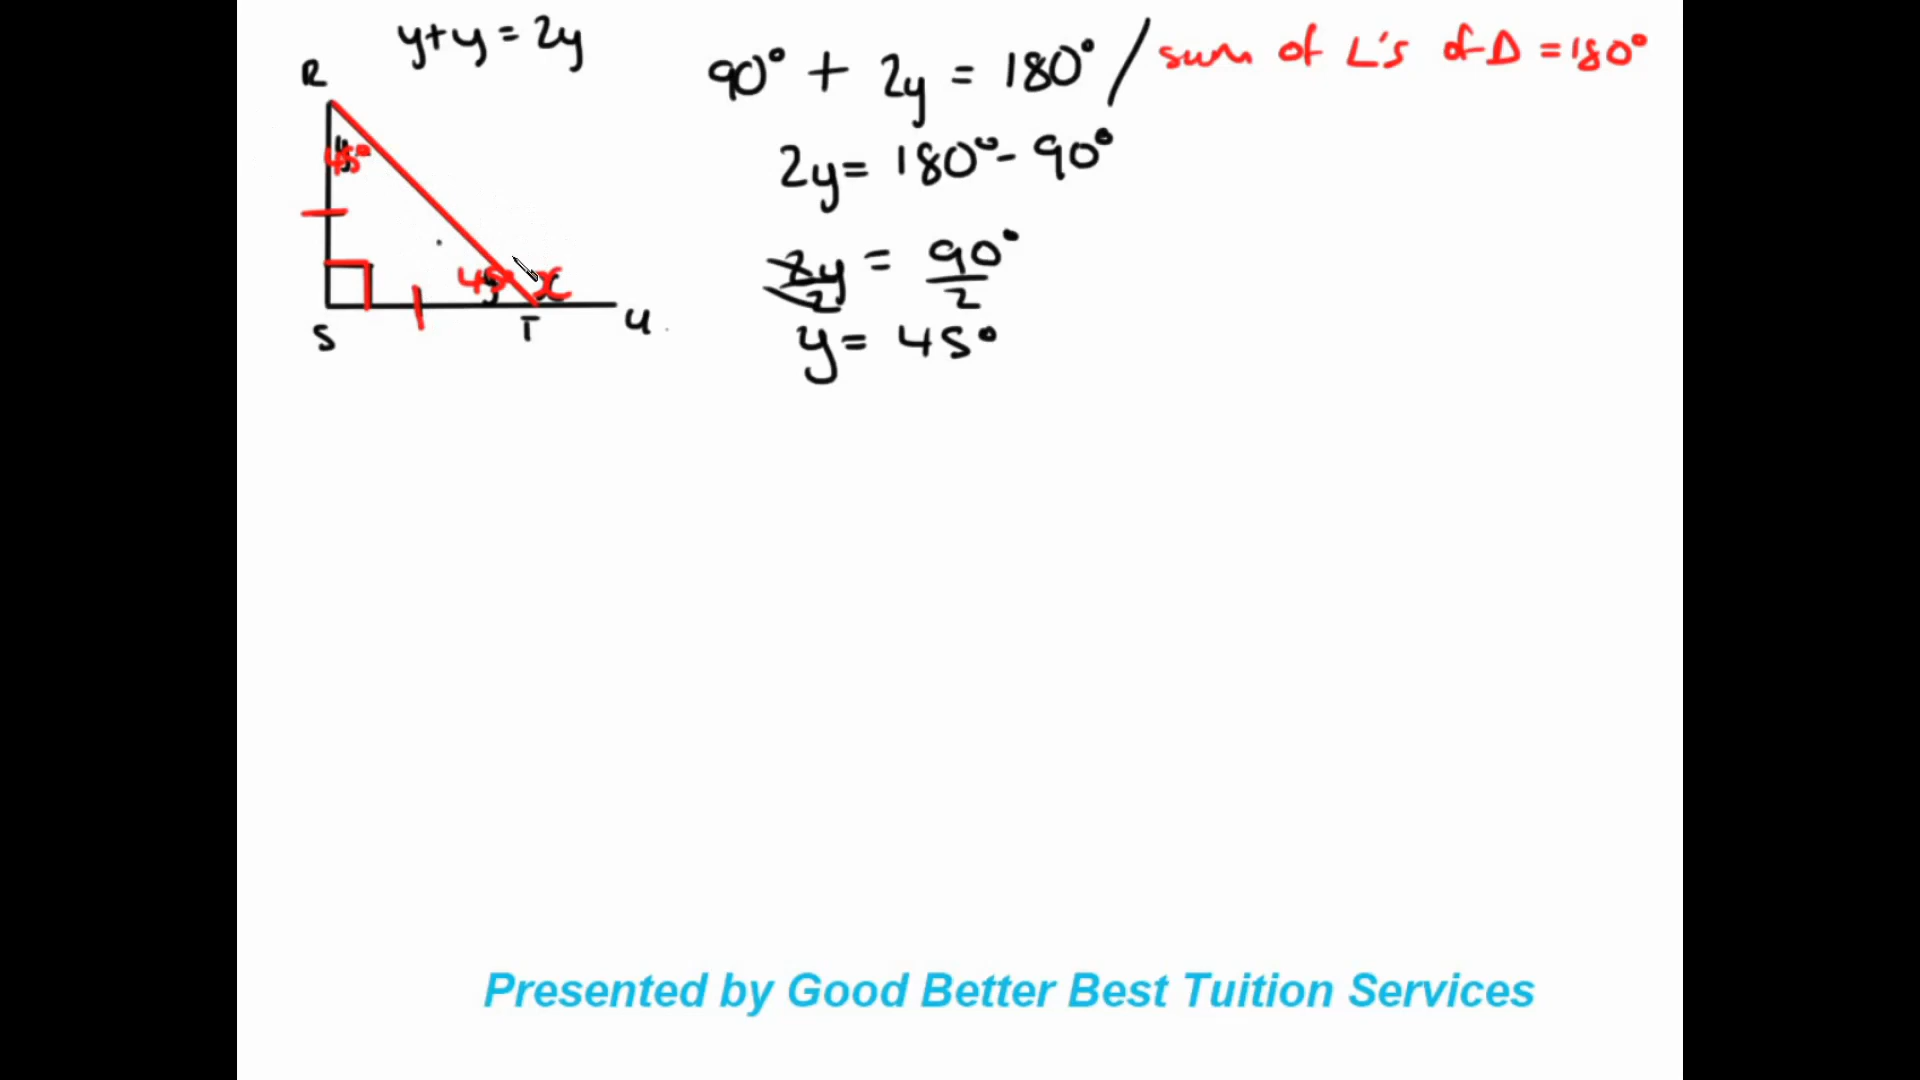 y+y = 2y
R
45°
45° x
S
T
U
90° + 2y = 180° / sum of L's of Δ = 180°
2y = 180° - 90°
2y/2 = 90°/2
y = 45°
Presented by Good Better Best Tuition Services